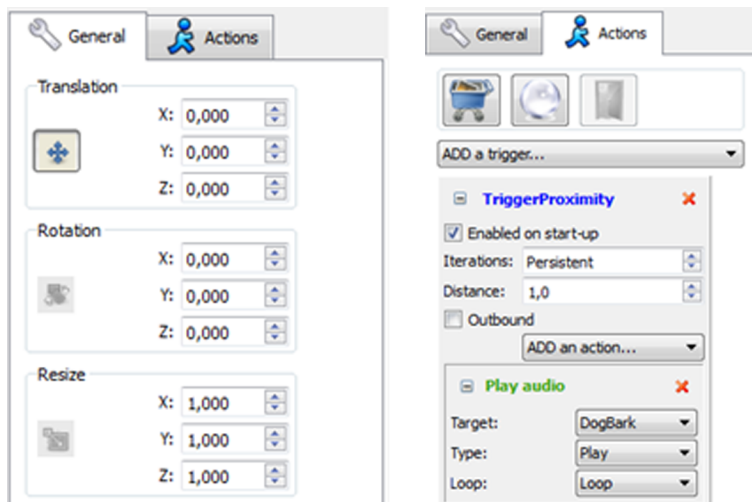 General Actions
Translation
X: 0,000
Y: 0,000
Z: 0,000
Rotation
X: 0,000
Y: 0,000
Z: 0,000
Resize
X: 1,000
Y: 1,000
Z: 1,000
General Actions
ADD a trigger...
TriggerProximity
Enabled on start-up
Iterations: Persistent
Distance: 1,0
Outbound
ADD an action...
Play audio
Target: DogBark
Type: Play
Loop: Loop